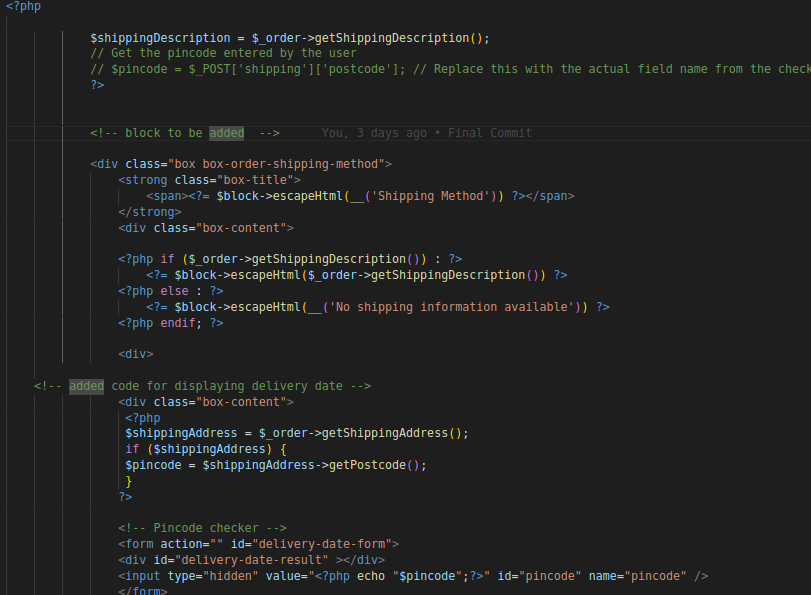 <?php
$shippingDescription = $_order->getShippingDescription();
// Get the pincode entered by the user
// $pincode = $_POST['shipping']['postcode']; // Replace this with the actual field name from the check
?>
<!-- block to be added  --> You, 3 days ago • Final Commit
<div class="box box-order-shipping-method">
<strong class="box-title">
<span><?= $block->escapeHtml(__('Shipping Method')) ?></span>
</strong>
<div class="box-content">
<?php if ($_order->getShippingDescription()) : ?>
<?= $block->escapeHtml($_order->getShippingDescription()) ?>
<?php else : ?>
<?= $block->escapeHtml(__('No shipping information available')) ?>
<?php endif; ?>
<div>
<!-- added code for displaying delivery date -->
<div class="box-content">
<?php
$shippingAddress = $_order->getShippingAddress();
if ($shippingAddress) {
$pincode = $shippingAddress->getPostcode();
}
?>
<!-- Pincode checker -->
<form action="" id="delivery-date-form">
<div id="delivery-date-result" ></div>
<input type="hidden" value="<?php echo "$pincode";?>" id="pincode" name="pincode" />
</form>